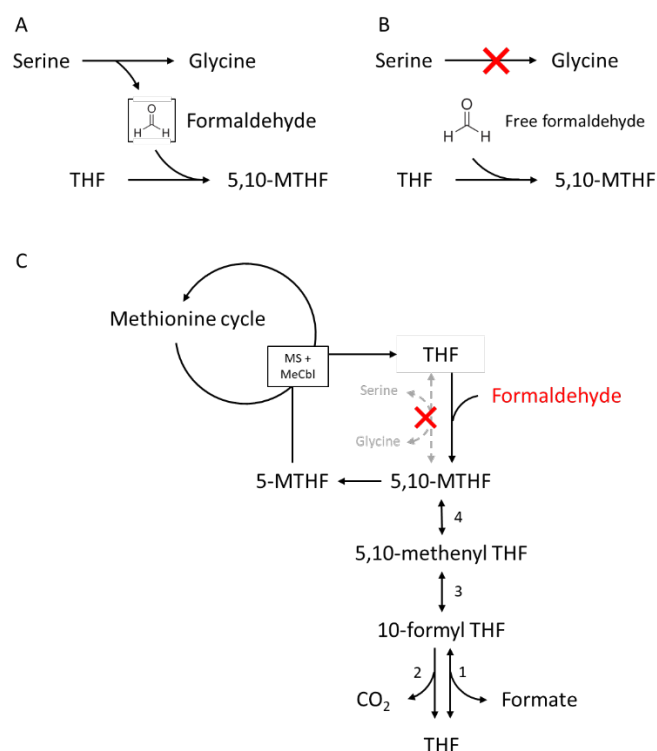 A
B
Serine
Glycine
Serine
Glycine
O
H H
Formaldehyde
O
H H
Free formaldehyde
THF
5,10-MTHF
THF
5,10-MTHF
C
Methionine cycle
MS +
MeCbl
THF
Serine
Formaldehyde
Glycine
5-MTHF
5,10-MTHF
4
5,10-methenyl THF
3
10-formyl THF
2
1
CO₂
Formate
THF